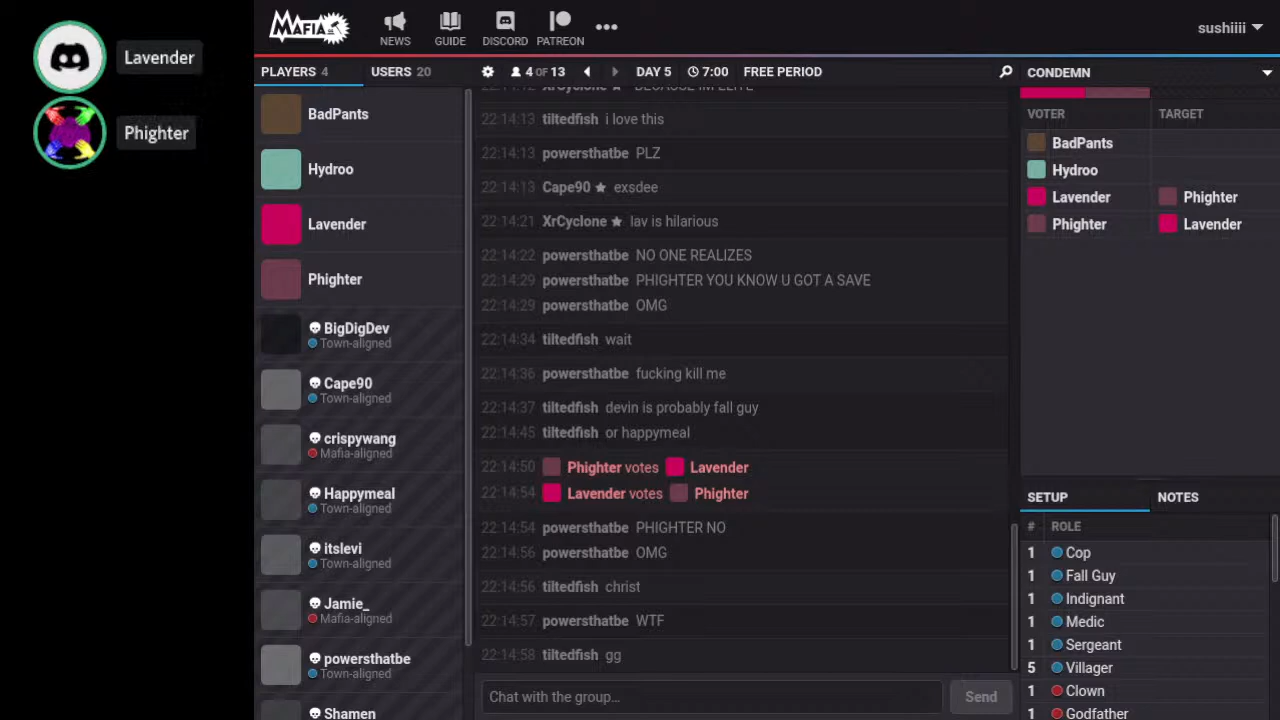 Lavender
Phighter
MAFIA
NEWS
GUIDE
DISCORD
PATREON
sushiiii
PLAYERS 4
USERS 20
4 OF 13
DAY 5
7:00
FREE PERIOD
CONDEMN
BadPants
Hydroo
Lavender
Phighter
BigDigDev
Town-aligned
Cape90
Town-aligned
crispywang
Mafia-aligned
Happymeal
Town-aligned
itslevi
Town-aligned
Jamie_
Mafia-aligned
powersthatbe
Town-aligned
Shamen
22:14:12 XrCyclone BECAUSE IM ELITE
22:14:13 tiltedfish i love this
22:14:13 powersthatbe PLZ
22:14:13 Cape90 exsdee
22:14:21 XrCyclone lav is hilarious
22:14:22 powersthatbe NO ONE REALIZES
22:14:29 powersthatbe PHIGHTER YOU KNOW U GOT A SAVE
22:14:29 powersthatbe OMG
22:14:34 tiltedfish wait
22:14:36 powersthatbe fucking kill me
22:14:37 tiltedfish devin is probably fall guy
22:14:45 tiltedfish or happymeal
22:14:50 Phighter votes Lavender
22:14:54 Lavender votes Phighter
22:14:54 powersthatbe PHIGHTER NO
22:14:56 powersthatbe OMG
22:14:56 tiltedfish christ
22:14:57 powersthatbe WTF
22:14:58 tiltedfish gg
Chat with the group…
Send
VOTER TARGET
BadPants
Hydroo
Lavender Phighter
Phighter Lavender
SETUP
NOTES
# ROLE
1 Cop
1 Fall Guy
1 Indignant
1 Medic
1 Sergeant
5 Villager
1 Clown
1 Godfather